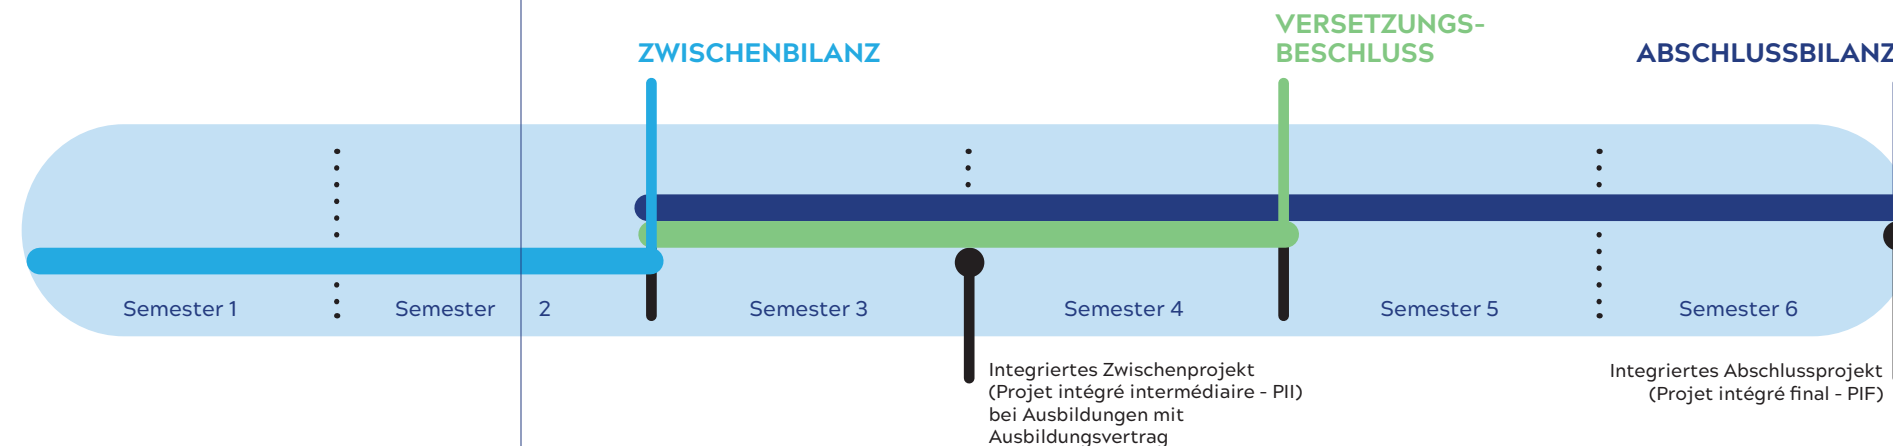 ZWISCHENBILANZ
VERSETZUNGS-
BESCHLUSS
ABSCHLUSSBILANZ
Semester 1
Semester 2
Semester 3
Semester 4
Semester 5
Semester 6
Integriertes Zwischenprojekt
(Projet intégré intermédiaire - PII)
bei Ausbildungen mit
Ausbildungsvertrag
Integriertes Abschlussprojekt
(Projet intégré final - PIF)